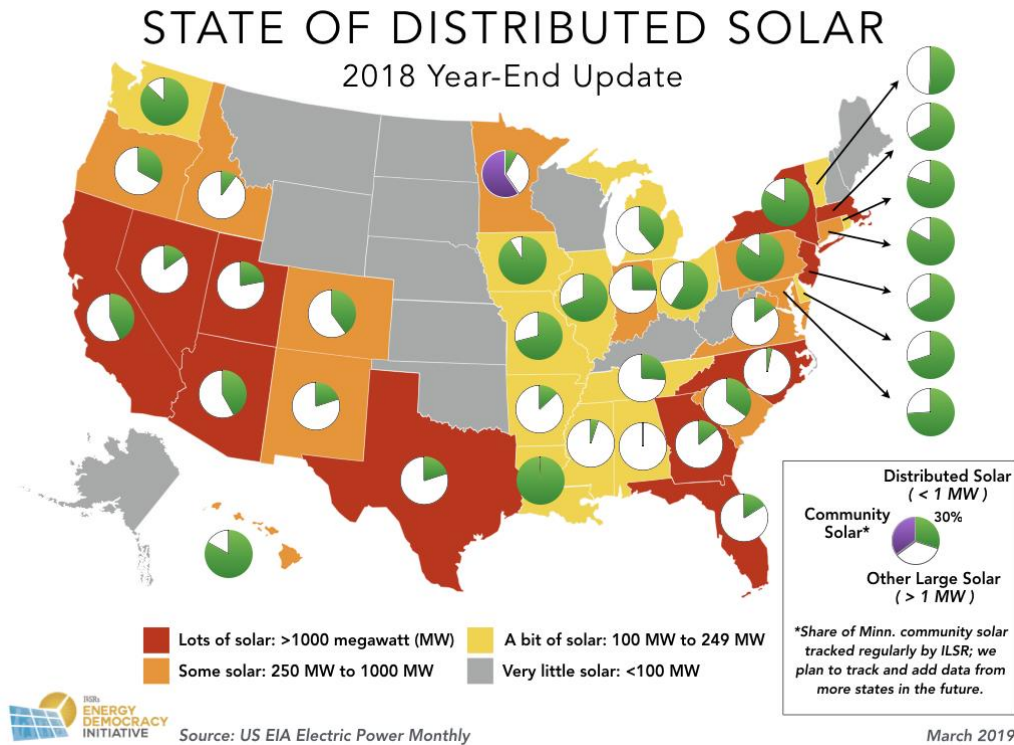 STATE OF DISTRIBUTED SOLAR
2018 Year-End Update
Distributed Solar
( < 1 MW )
Community
Solar*
30%
Other Large Solar
( > 1 MW )
*Share of Minn. community solar
tracked regularly by ILSR; we
plan to track and add data from
more states in the future.
Lots of solar: >1000 megawatt (MW)
Some solar: 250 MW to 1000 MW
A bit of solar: 100 MW to 249 MW
Very little solar: <100 MW
ILSR's
ENERGY
DEMOCRACY
INITIATIVE
Source: US EIA Electric Power Monthly
March 2019